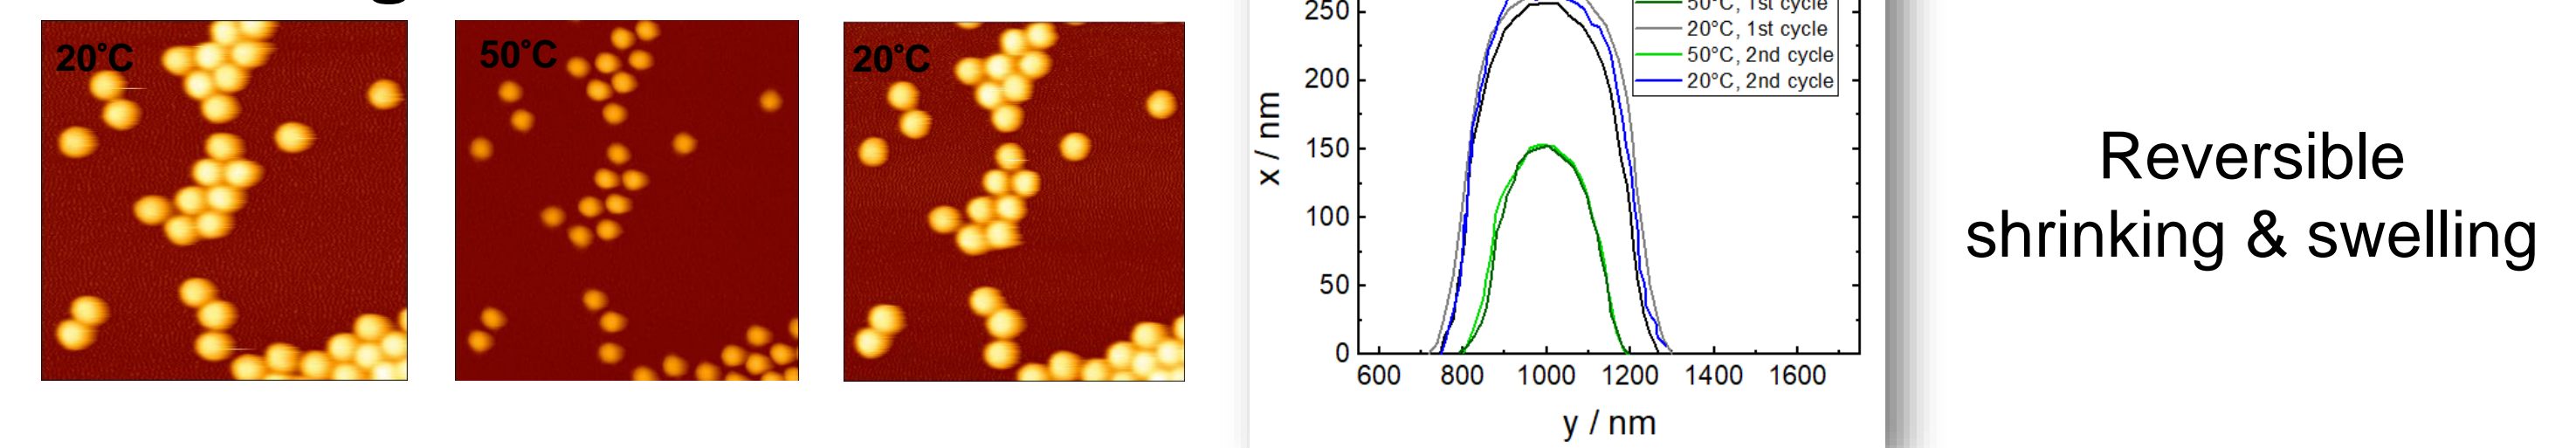 20°C
50°C
20°C
50°C, 1st cycle
20°C, 1st cycle
50°C, 2nd cycle
20°C, 2nd cycle
250
200
150
100
50
0
x / nm
600 800 1000 1200 1400 1600
y / nm
Reversible
shrinking & swelling